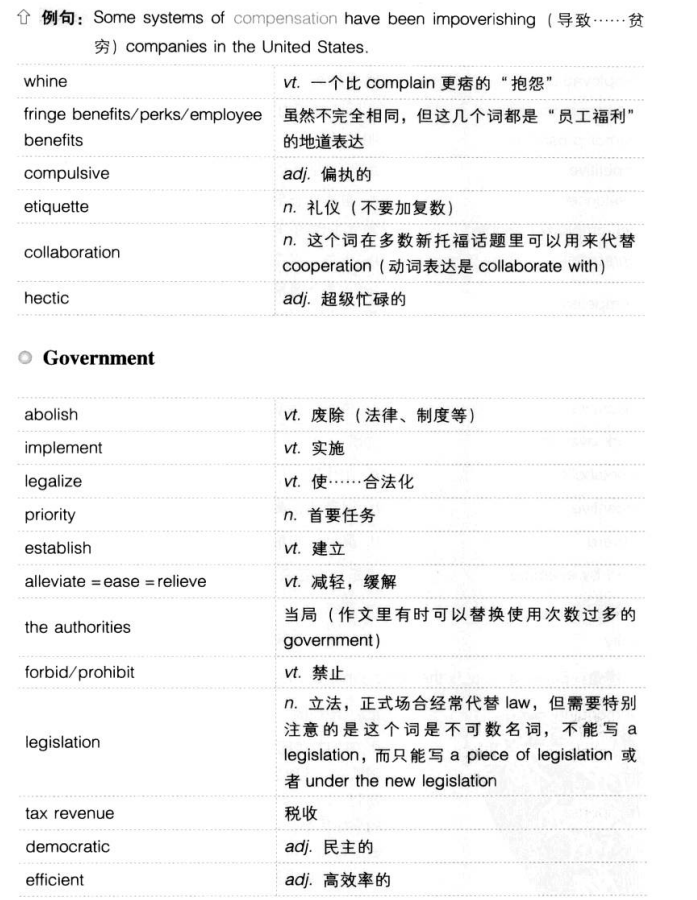 ⇧ 例句：Some systems of compensation have been impoverishing（导致……贫
穷）companies in the United States.
whine vt. 一个比 complain 更痞的“抱怨”
fringe benefits/perks/employee 虽然不完全相同，但这几个词都是“员工福利”
benefits 的地道表达
compulsive adj. 偏执的
etiquette n. 礼仪（不要加复数）
collaboration n. 这个词在多数新托福话题里可以用来代替
cooperation（动词表达是 collaborate with）
hectic adj. 超级忙碌的
Government
abolish vt. 废除（法律、制度等）
implement vt. 实施
legalize vt. 使……合法化
priority n. 首要任务
establish vt. 建立
alleviate = ease = relieve vt. 减轻，缓解
the authorities 当局（作文里有时可以替换使用次数过多的
government）
forbid/prohibit vt. 禁止
legislation n. 立法，正式场合经常代替 law，但需要特别
注意的是这个词是不可数名词，不能写 a
legislation，而只能写 a piece of legislation 或
者 under the new legislation
tax revenue 税收
democratic adj. 民主的
efficient adj. 高效率的